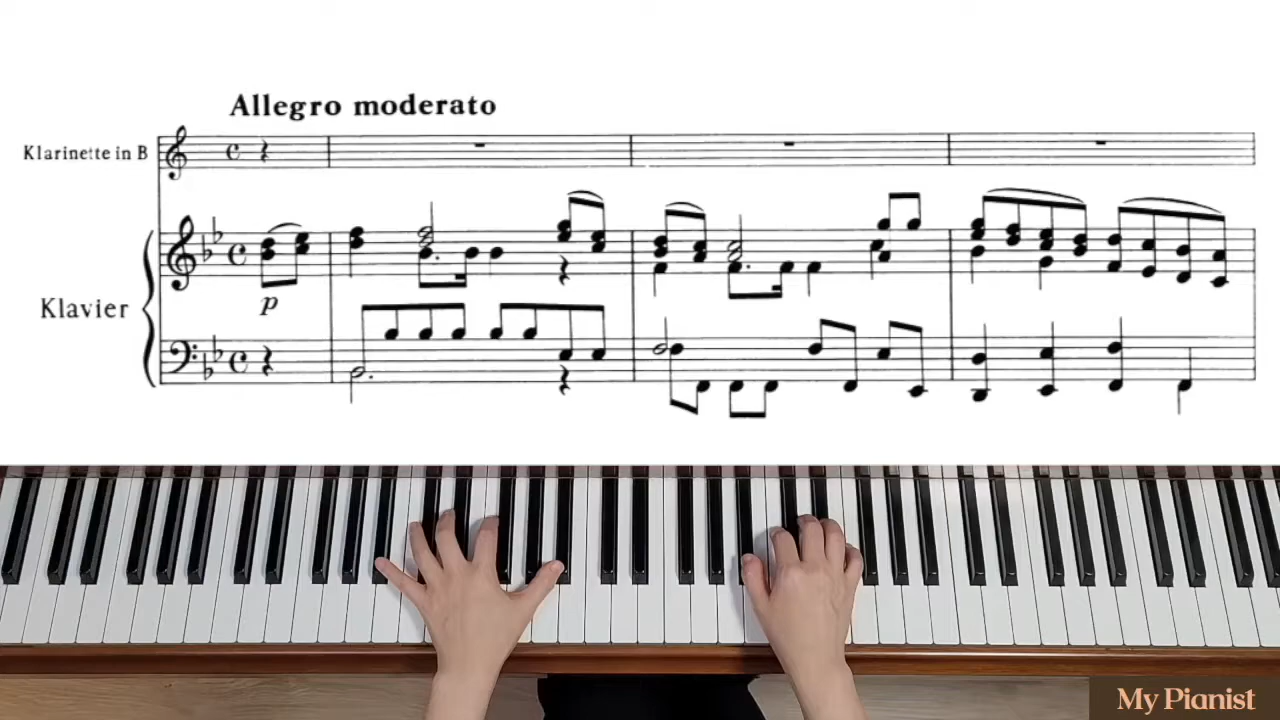 Allegro moderato
Klarinette in B
Klavier
p
My Pianist